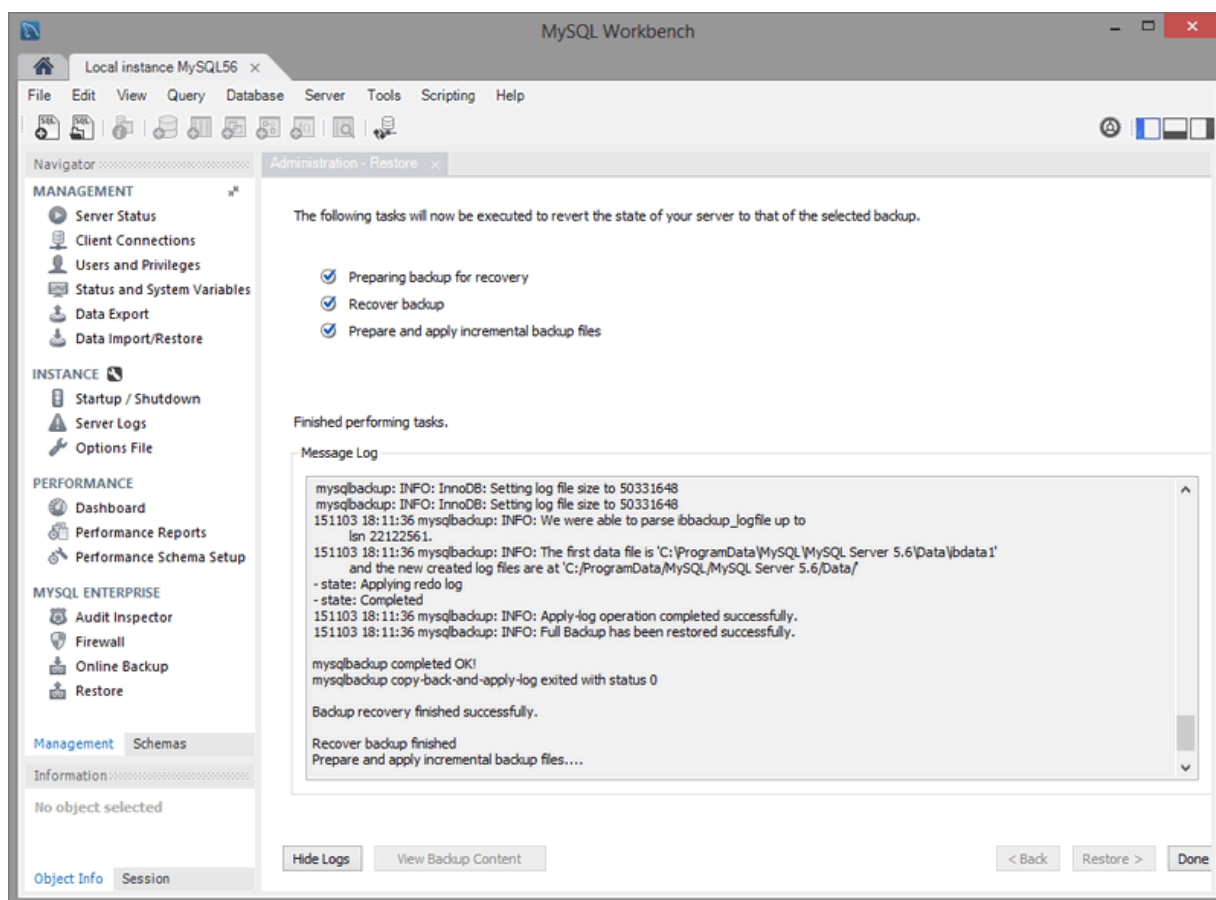 MySQL Workbench
Local instance MySQL56
File Edit View Query Database Server Tools Scripting Help
Navigator
MANAGEMENT
Server Status
Client Connections
Users and Privileges
Status and System Variables
Data Export
Data Import/Restore
INSTANCE
Startup / Shutdown
Server Logs
Options File
PERFORMANCE
Dashboard
Performance Reports
Performance Schema Setup
MYSQL ENTERPRISE
Audit Inspector
Firewall
Online Backup
Restore
Management Schemas
Information
No object selected
Object Info Session
Administration - Restore
The following tasks will now be executed to revert the state of your server to that of the selected backup.
Preparing backup for recovery
Recover backup
Prepare and apply incremental backup files
Finished performing tasks.
Message Log
mysqlbackup: INFO: InnoDB: Setting log file size to 50331648
mysqlbackup: INFO: InnoDB: Setting log file size to 50331648
151103 18:11:36 mysqlbackup: INFO: We were able to parse ibbackup_logfile up to
lsn 22122561.
151103 18:11:36 mysqlbackup: INFO: The first data file is 'C:\ProgramData\MySQL\MySQL Server 5.6\Data\ibdata1'
and the new created log files are at 'C:/ProgramData/MySQL/MySQL Server 5.6/Data/'
- state: Applying redo log
- state: Completed
151103 18:11:36 mysqlbackup: INFO: Apply-log operation completed successfully.
151103 18:11:36 mysqlbackup: INFO: Full Backup has been restored successfully.
mysqlbackup completed OK!
mysqlbackup copy-back-and-apply-log exited with status 0
Backup recovery finished successfully.
Recover backup finished
Prepare and apply incremental backup files....
Hide Logs View Backup Content < Back Restore > Done